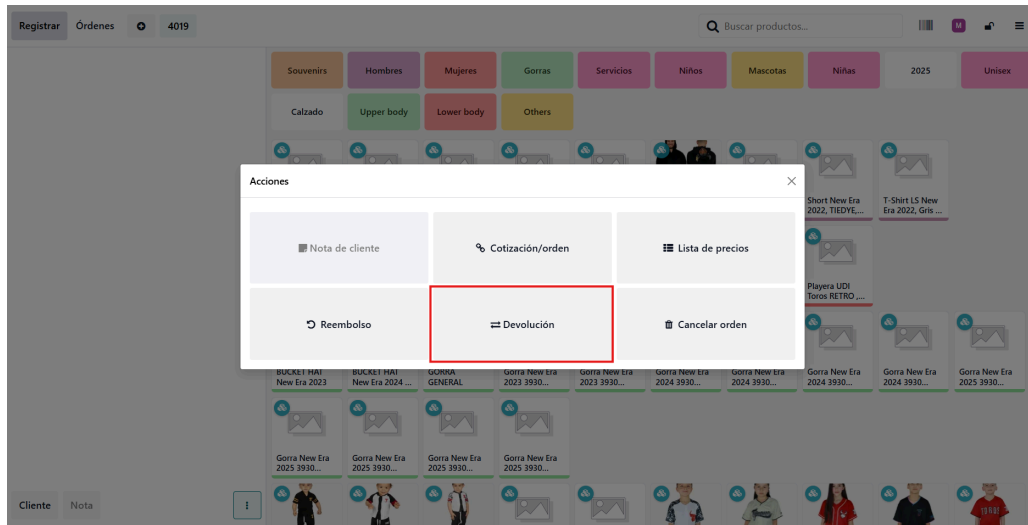 Registrar Órdenes 4019 Buscar productos... M
Souvenirs Hombres Mujeres Gorras Servicios Niños Mascotas Niñas 2025 Unisex
Calzado Upper body Lower body Others
Short New Era
2022, TIEDYE,...
T-Shirt LS New
Era 2022, Gris ...
Acciones
Nota de cliente Cotización/orden Lista de precios
Reembolso Devolución Cancelar orden
Playera UDI
Toros RETRO ,...
BUCKET HAT
New Era 2023
BUCKET HAT
New Era 2024 ...
GORRA
GENERAL
Gorra New Era
2023 3930...
Gorra New Era
2023 3930...
Gorra New Era
2024 3930...
Gorra New Era
2024 3930...
Gorra New Era
2024 3930...
Gorra New Era
2024 3930...
Gorra New Era
2025 3930...
Gorra New Era
2025 3930...
Gorra New Era
2025 3930...
Gorra New Era
2025 3930...
Gorra New Era
2025 3930...
Cliente Nota